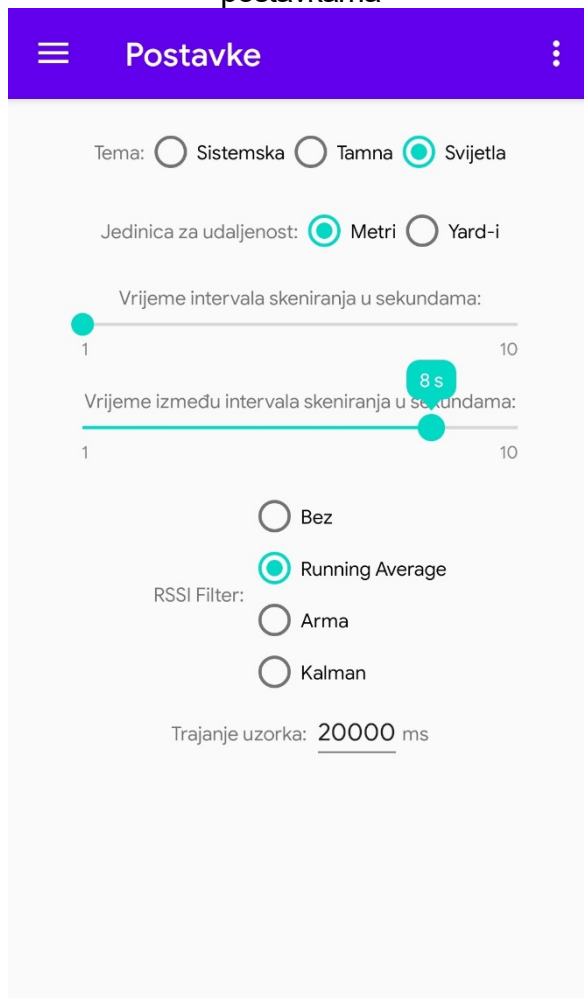 postavkama
Postavke
Tema: Sistemska Tamna Svijetla
Jedinica za udaljenost: Metri Yard-i
Vrijeme intervala skeniranja u sekundama:
1 10
8 s
Vrijeme između intervala skeniranja u sekundama:
1 10
Bez
Running Average
RSSI Filter:
Arma
Kalman
Trajanje uzorka: 20000 ms